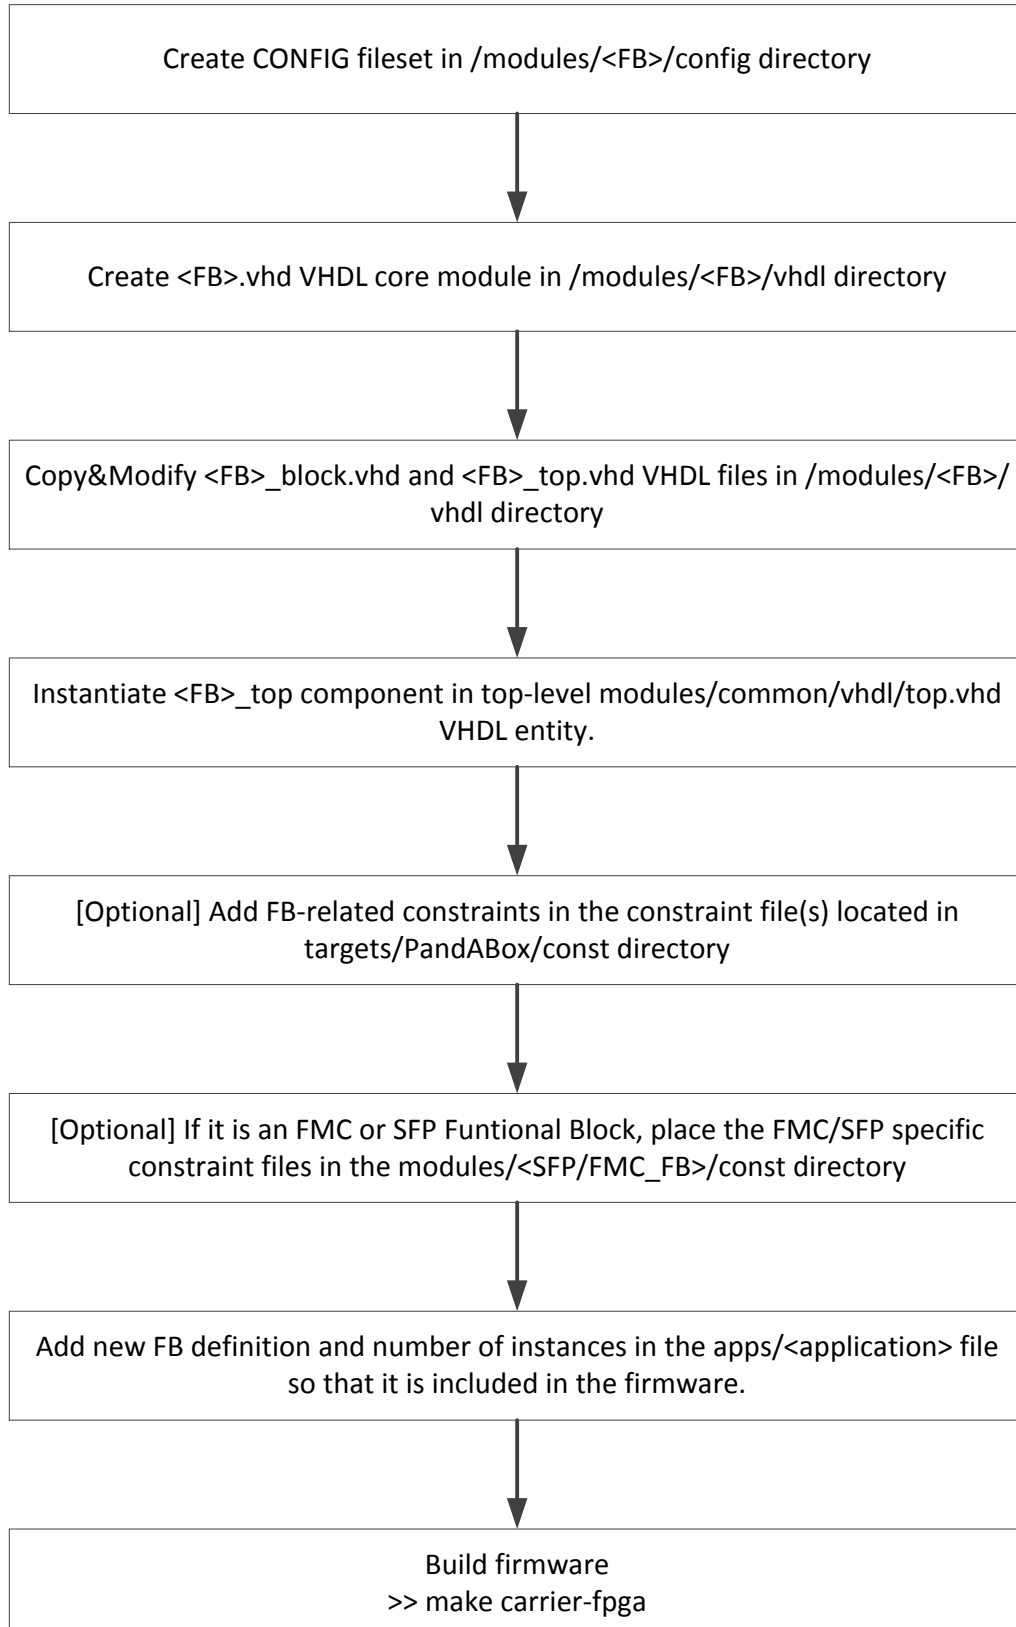 Create CONFIG fileset in /modules/<FB>/config directory
Create <FB>.vhd VHDL core module in /modules/<FB>/vhdl directory
Copy&Modify <FB>_block.vhd and <FB>_top.vhd VHDL files in /modules/<FB>/
vhdl directory
Instantiate <FB>_top component in top-level modules/common/vhdl/top.vhd
VHDL entity.
[Optional] Add FB-related constraints in the constraint file(s) located in
targets/PandABox/const directory
[Optional] If it is an FMC or SFP Funtional Block, place the FMC/SFP specific
constraint files in the modules/<SFP/FMC_FB>/const directory
Add new FB definition and number of instances in the apps/<application> file
so that it is included in the firmware.
Build firmware
>> make carrier-fpga